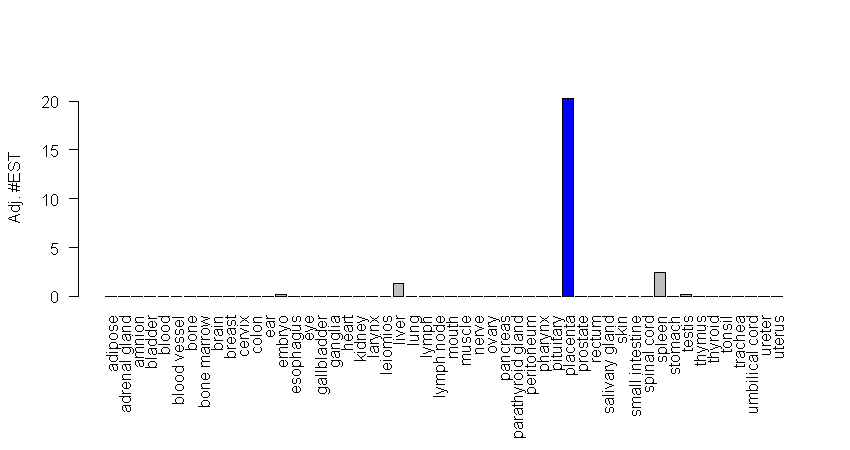 Adj. #EST
20
15
10
5
0
adipose
adrenal gland
amnion
bladder
blood
blood vessel
bone
bone marrow
brain
breast
cervix
colon
ear
embryo
esophagus
eye
gallbladder
ganglia
heart
kidney
larynx
leiomios
liver
lung
lymph
lymph node
mouth
muscle
nerve
ovary
pancreas
parathyroid gland
peritoneum
pharynx
pituitary
placenta
prostate
rectum
salivary gland
skin
small intestine
spinal cord
spleen
stomach
testis
thymus
thyroid
tonsil
trachea
umbilical cord
ureter
uterus